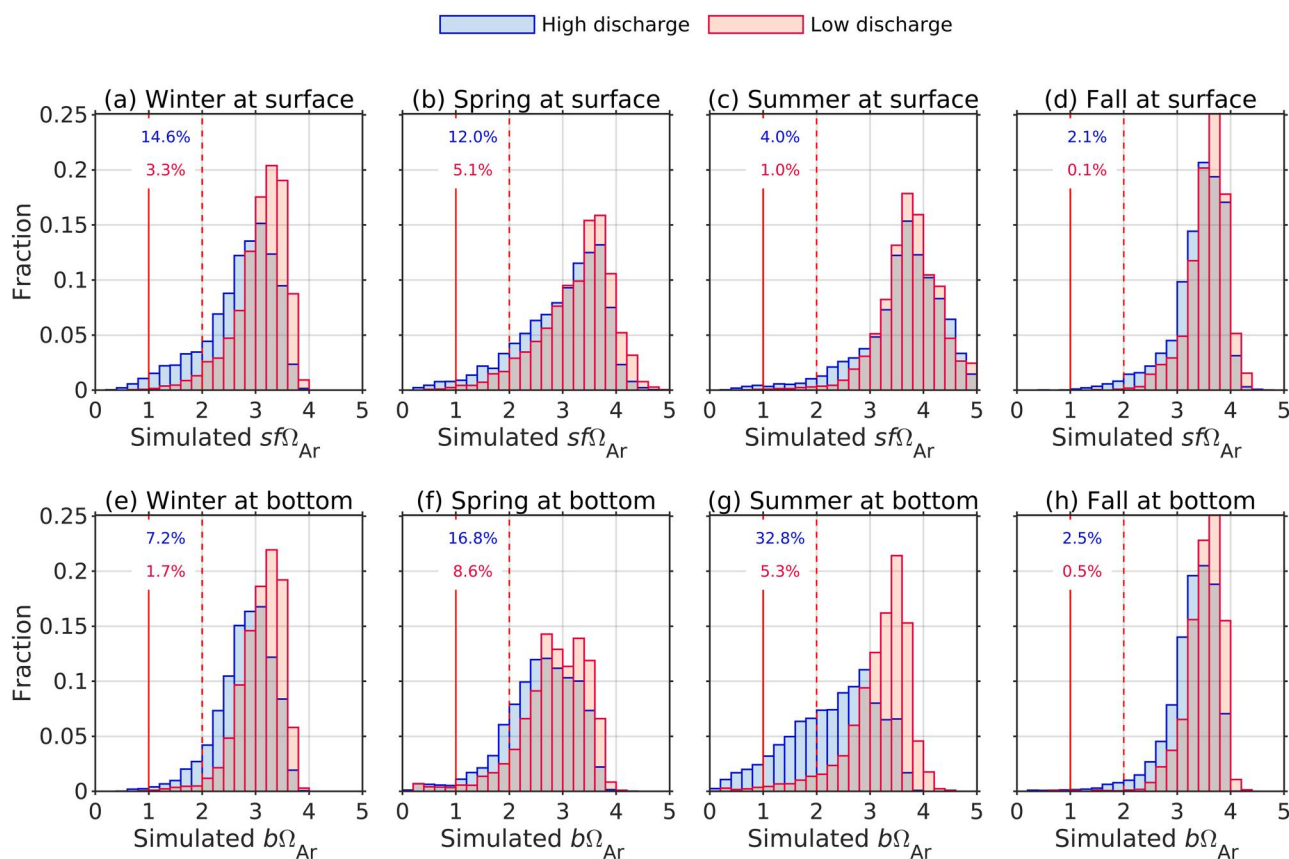 High discharge Low discharge
(a) Winter at surface (b) Spring at surface (c) Summer at surface (d) Fall at surface
0.25
14.6% 12.0% 4.0% 2.1%
0.2
3.3% 5.1% 1.0% 0.1%
0.15
Fraction
0.1
0.05
0
0 1 2 3 4 5 0 1 2 3 4 5 0 1 2 3 4 5 0 1 2 3 4 5
Simulated sfΩAr Simulated sfΩAr Simulated sfΩAr Simulated sfΩAr
(e) Winter at bottom (f) Spring at bottom (g) Summer at bottom (h) Fall at bottom
0.25
7.2% 16.8% 32.8% 2.5%
0.2
1.7% 8.6% 5.3% 0.5%
0.15
Fraction
0.1
0.05
0
0 1 2 3 4 5 0 1 2 3 4 5 0 1 2 3 4 5 0 1 2 3 4 5
Simulated bΩAr Simulated bΩAr Simulated bΩAr Simulated bΩAr